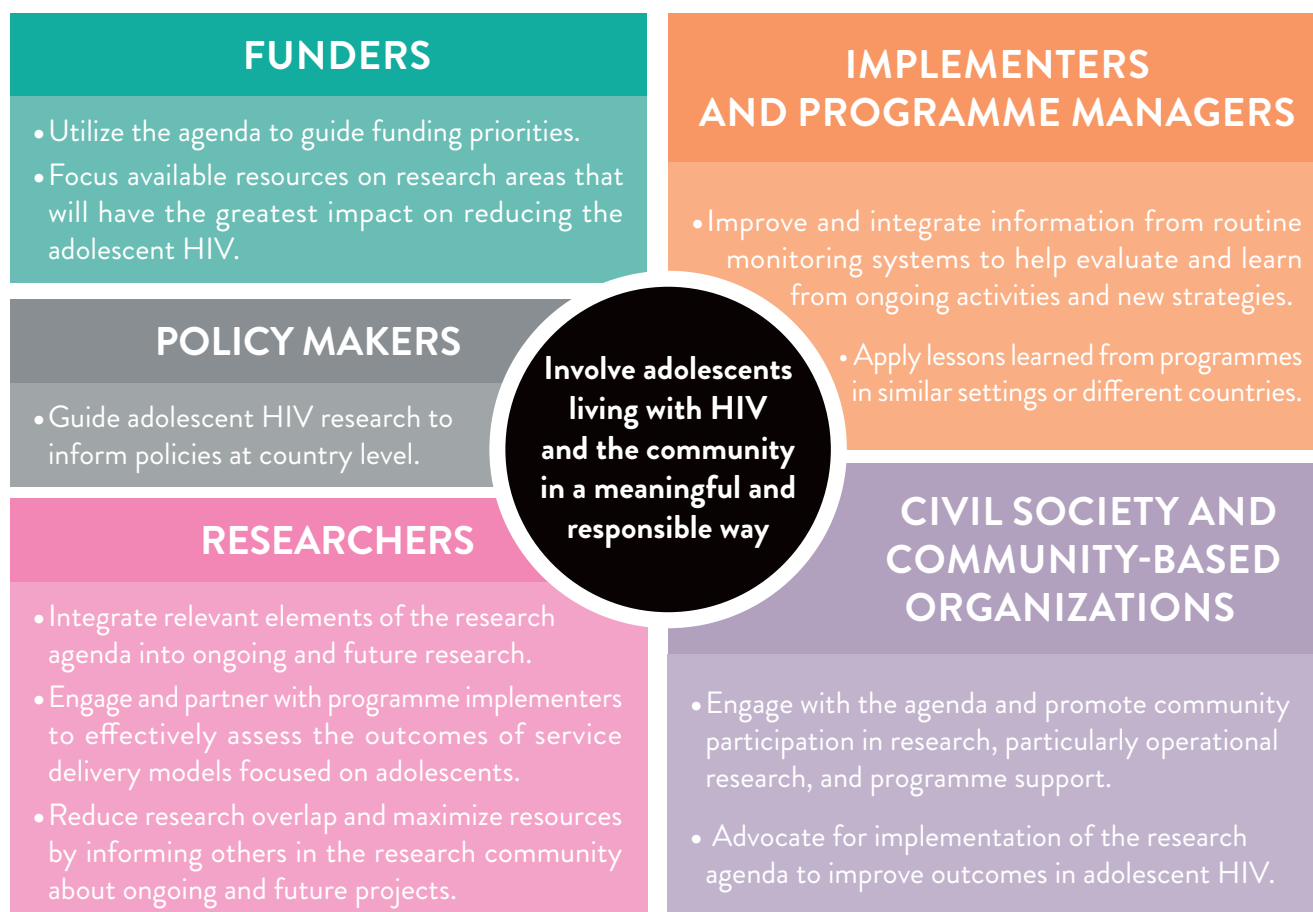 FUNDERS
• Utilize the agenda to guide funding priorities.
• Focus available resources on research areas that
will have the greatest impact on reducing the
adolescent HIV.
POLICY MAKERS
• Guide adolescent HIV research to
inform policies at country level.
RESEARCHERS
• Integrate relevant elements of the research
agenda into ongoing and future research.
• Engage and partner with programme implementers
to effectively assess the outcomes of service
delivery models focused on adolescents.
• Reduce research overlap and maximize resources
by informing others in the research community
about ongoing and future projects.
Involve adolescents
living with HIV
and the community
in a meaningful and
responsible way
IMPLEMENTERS
AND PROGRAMME MANAGERS
• Improve and integrate information from routine
monitoring systems to help evaluate and learn
from ongoing activities and new strategies.
• Apply lessons learned from programmes
in similar settings or different countries.
CIVIL SOCIETY AND
COMMUNITY-BASED
ORGANIZATIONS
• Engage with the agenda and promote community
participation in research, particularly operational
research, and programme support.
• Advocate for implementation of the research
agenda to improve outcomes in adolescent HIV.